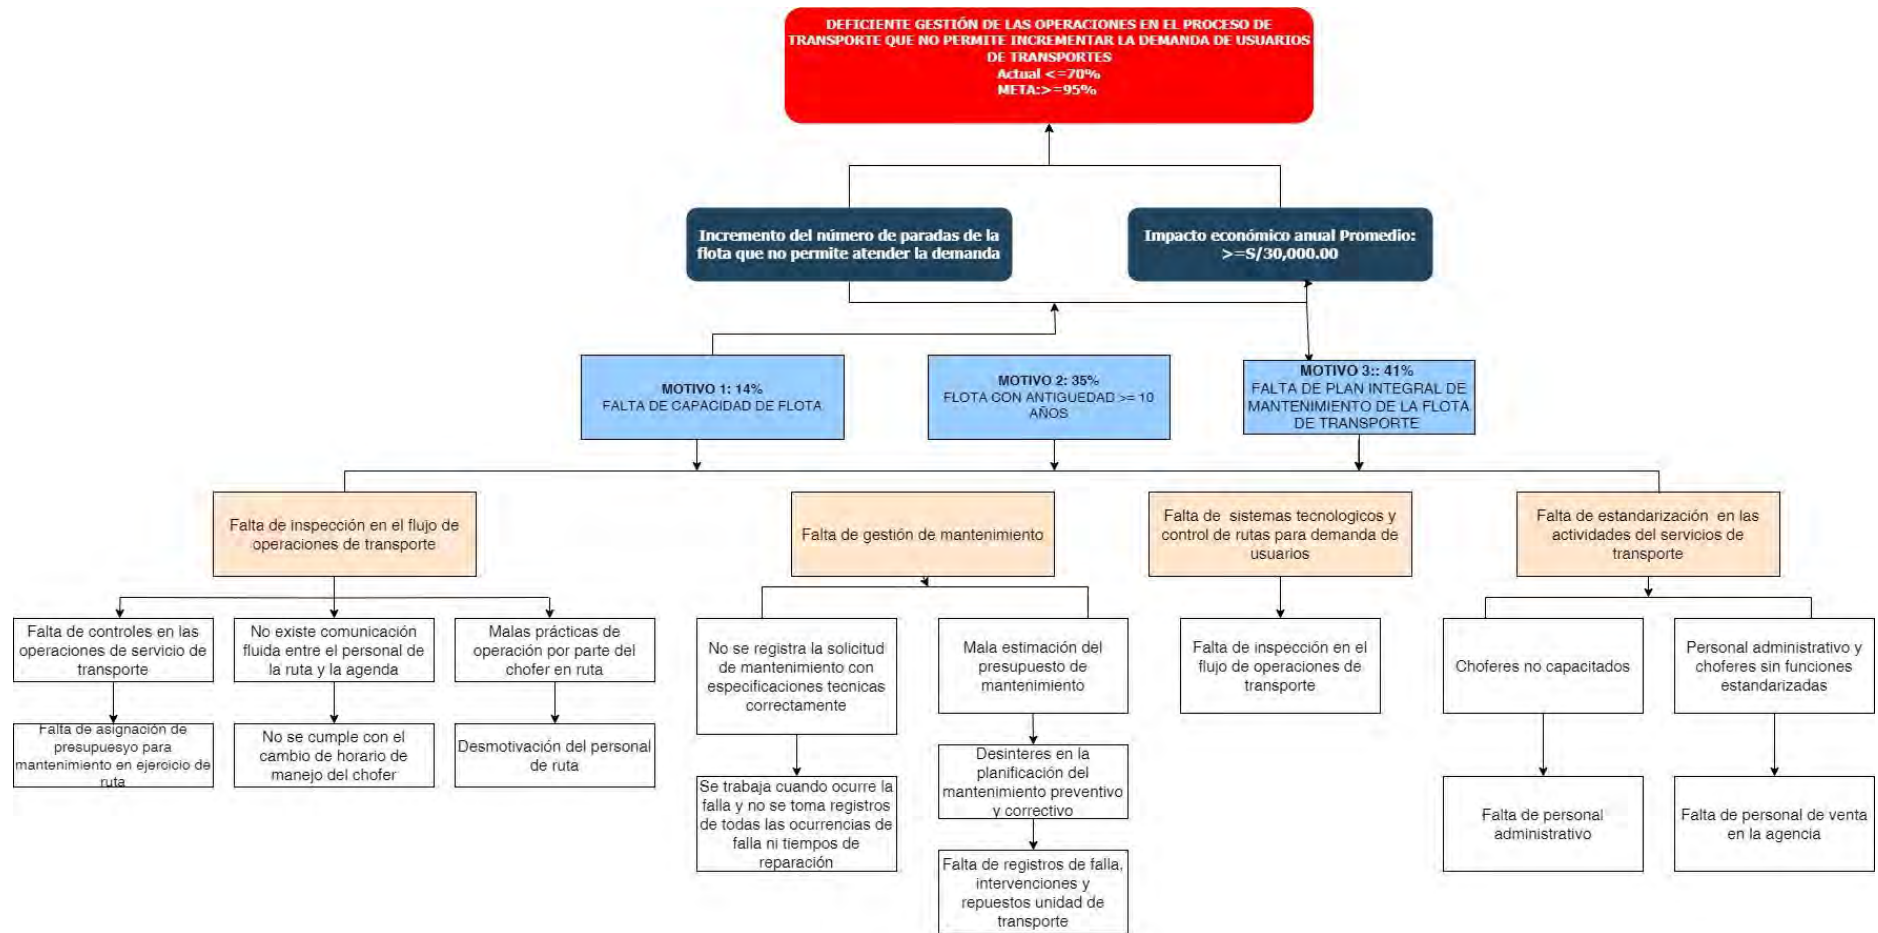 DEFICIENTE GESTIÓN DE LAS OPERACIONES EN EL PROCESO DE
TRANSPORTE QUE NO PERMITE INCREMENTAR LA DEMANDA DE USUARIOS
DE TRANSPORTES
Actual <=70%
META:>=95%
Incremento del número de paradas de la
flota que no permite atender la demanda
Impacto económico anual Promedio:
>=S/30,000.00
MOTIVO 1: 14%
FALTA DE CAPACIDAD DE FLOTA
MOTIVO 2: 35%
FLOTA CON ANTIGUEDAD >= 10
AÑOS
MOTIVO 3:: 41%
FALTA DE PLAN INTEGRAL DE
MANTENIMIENTO DE LA FLOTA
DE TRANSPORTE
Falta de inspección en el flujo de
operaciones de transporte
Falta de gestión de mantenimiento
Falta de sistemas tecnologicos y
control de rutas para demanda de
usuarios
Falta de estandarización en las
actividades del servicios de
transporte
Falta de controles en las
operaciones de servicio de
transporte
No existe comunicación
fluida entre el personal de
la ruta y la agenda
Malas prácticas de
operación por parte del
chofer en ruta
No se registra la solicitud
de mantenimiento con
especificaciones tecnicas
correctamente
Mala estimación del
presupuesto de
mantenimiento
Falta de inspección en el
flujo de operaciones de
transporte
Choferes no capacitados
Personal administrativo y
choferes sin funciones
estandarizadas
Falta de asignación de
presupuesyo para
mantenimiento en ejercicio de
ruta
No se cumple con el
cambio de horario de
manejo del chofer
Desmotivación del personal
de ruta
Se trabaja cuando ocurre la
falla y no se toma registros
de todas las ocurrencias de
falla ni tiempos de
reparación
Desinteres en la
planificación del
mantenimiento preventivo
y correctivo
Falta de registros de falla,
intervenciones y
repuestos unidad de
transporte
Falta de personal
administrativo
Falta de personal de venta
en la agencia